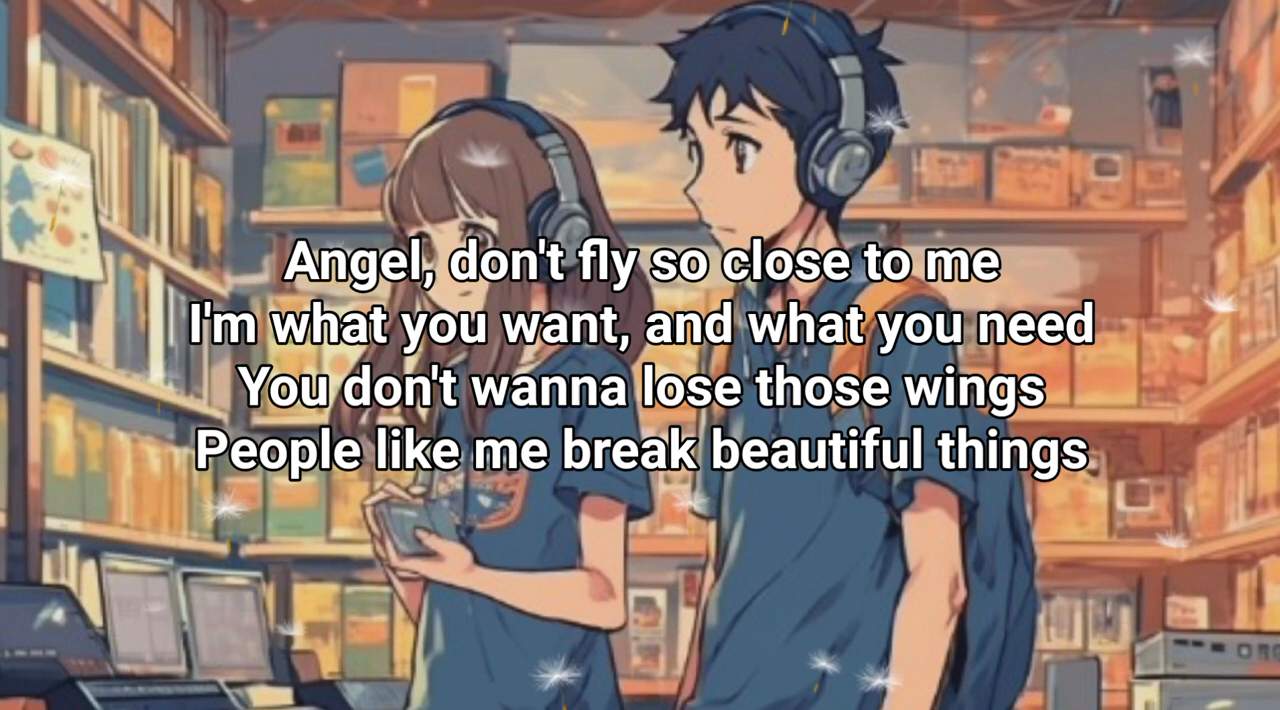 Angel, don't fly so close to me
I'm what you want, and what you need
You don't wanna lose those wings
People like me break beautiful things